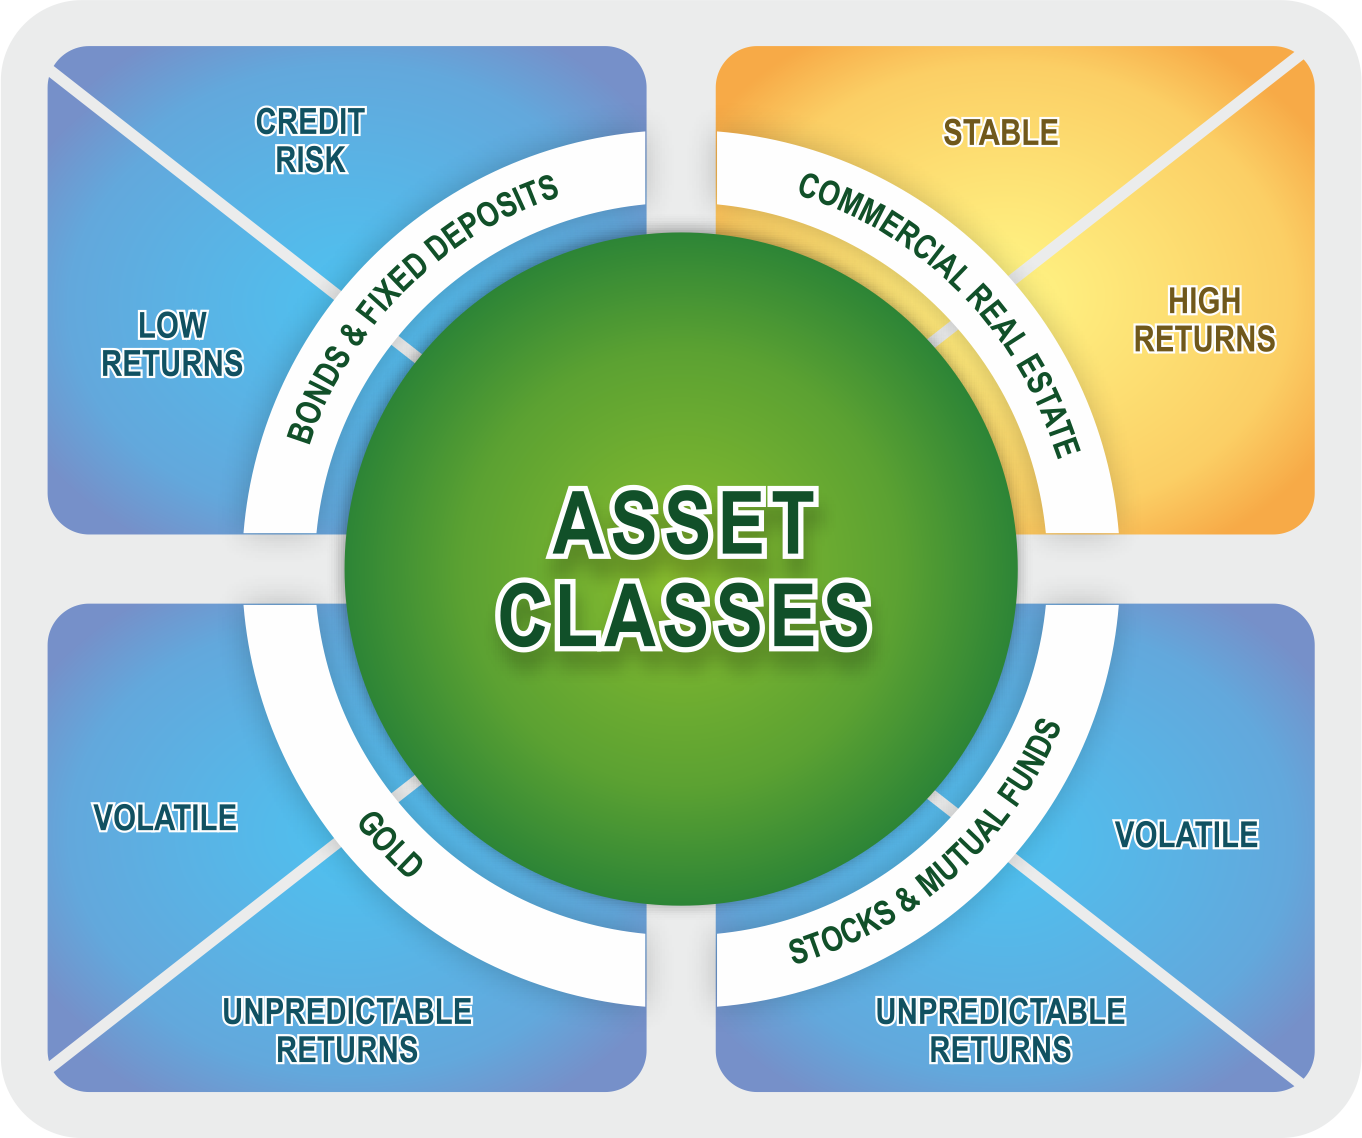 CREDIT
RISK
LOW
RETURNS
BONDS & FIXED DEPOSITS
STABLE
HIGH
RETURNS
COMMERCIAL REAL ESTATE
ASSET
CLASSES
VOLATILE
UNPREDICTABLE
RETURNS
GOLD
STOCKS & MUTUAL FUNDS
VOLATILE
UNPREDICTABLE
RETURNS